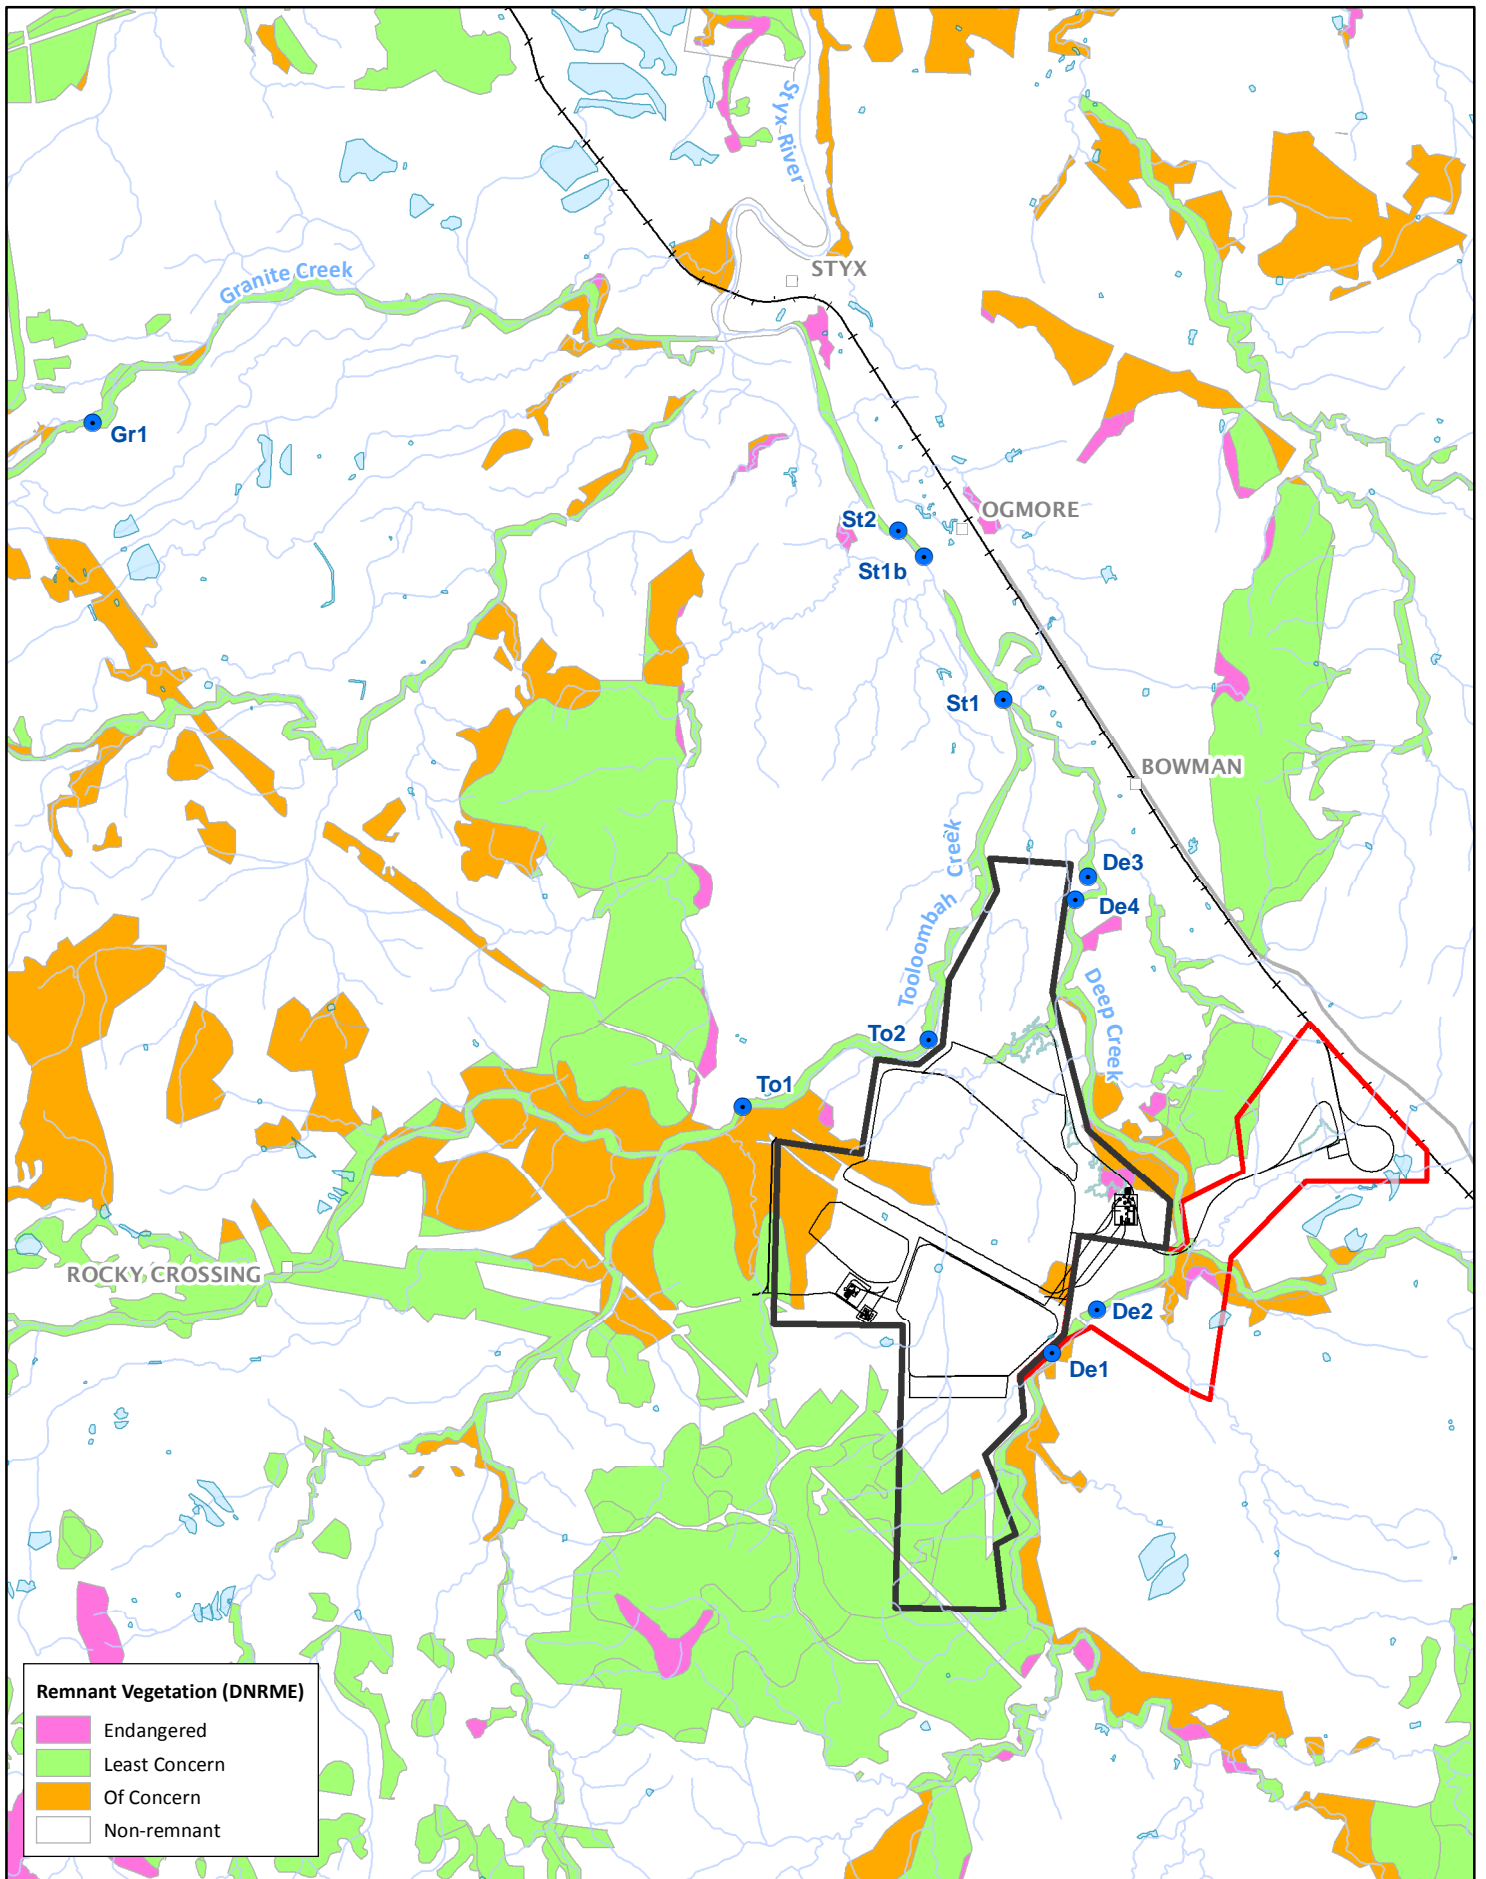 Styx River
STYX
Granite Creek
Gr1
OGMORE
St2
St1b
St1
BOWMAN
Tooloombah Creek
De3
De4
Deep Creek
To2
To1
ROCKY CROSSING
De2
De1
Remnant Vegetation (DNRME)
Endangered
Least Concern
Of Concern
Non-remnant